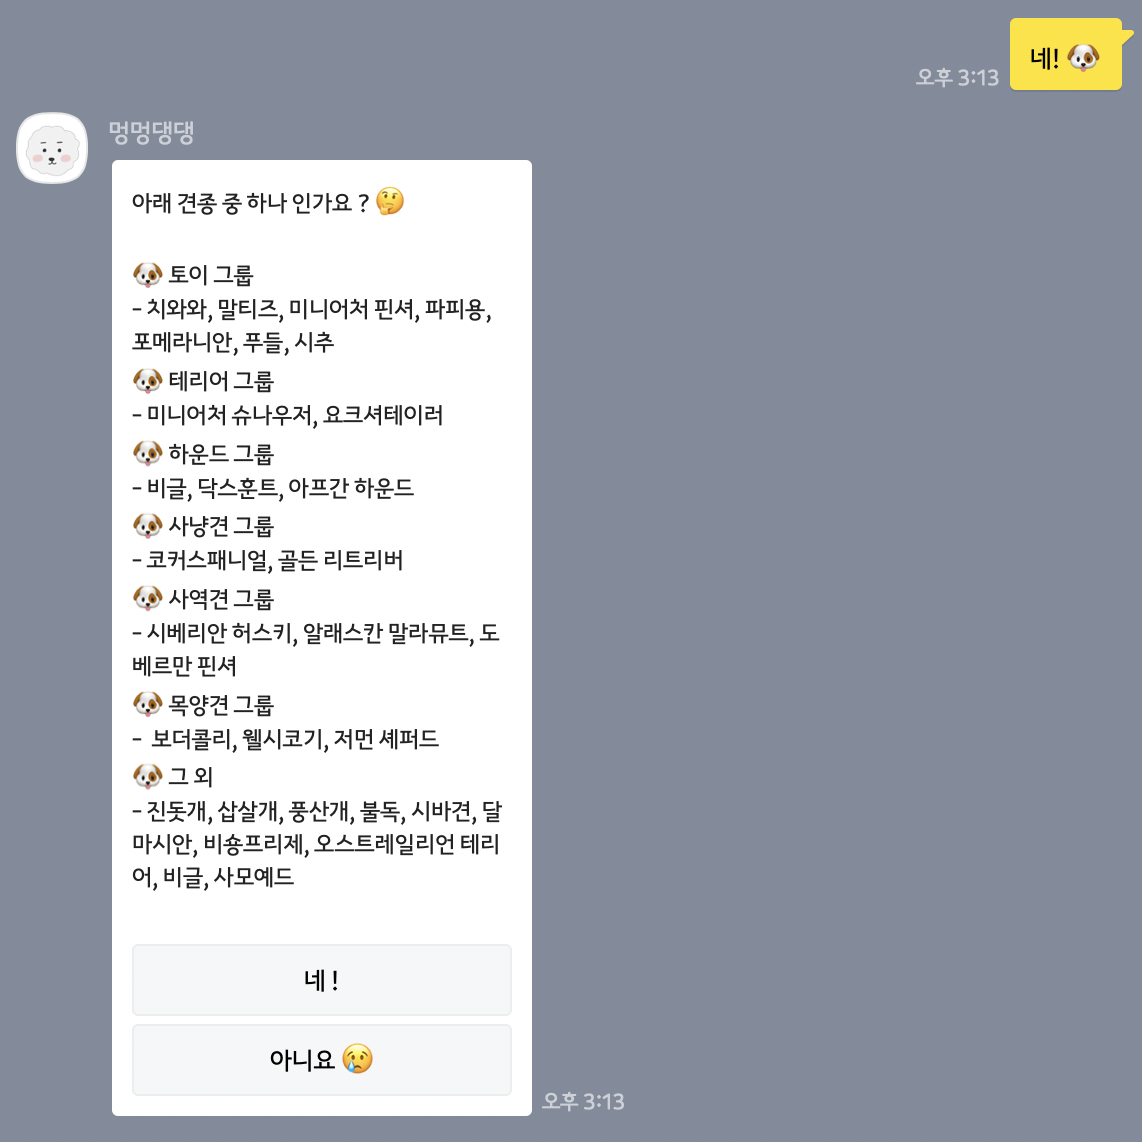 네! 🐶
오후 3:13
멍멍댕댕
아래 견종 중 하나 인가요 ? 🤔
🐶 토이 그룹
- 치와와, 말티즈, 미니어처 핀셔, 파피용,
포메라니안, 푸들, 시추
🐶 테리어 그룹
- 미니어처 슈나우저, 요크셔테이러
🐶 하운드 그룹
- 비글, 닥스훈트, 아프간 하운드
🐶 사냥견 그룹
- 코커스패니얼, 골든 리트리버
🐶 사역견 그룹
- 시베리안 허스키, 알래스칸 말라뮤트, 도
베르만 핀셔
🐶 목양견 그룹
-  보더콜리, 웰시코기, 저먼 셰퍼드
🐶 그 외
- 진돗개, 삽살개, 풍산개, 불독, 시바견, 달
마시안, 비숑프리제, 오스트레일리언 테리
어, 비글, 사모예드
네 !
아니요 😢
오후 3:13